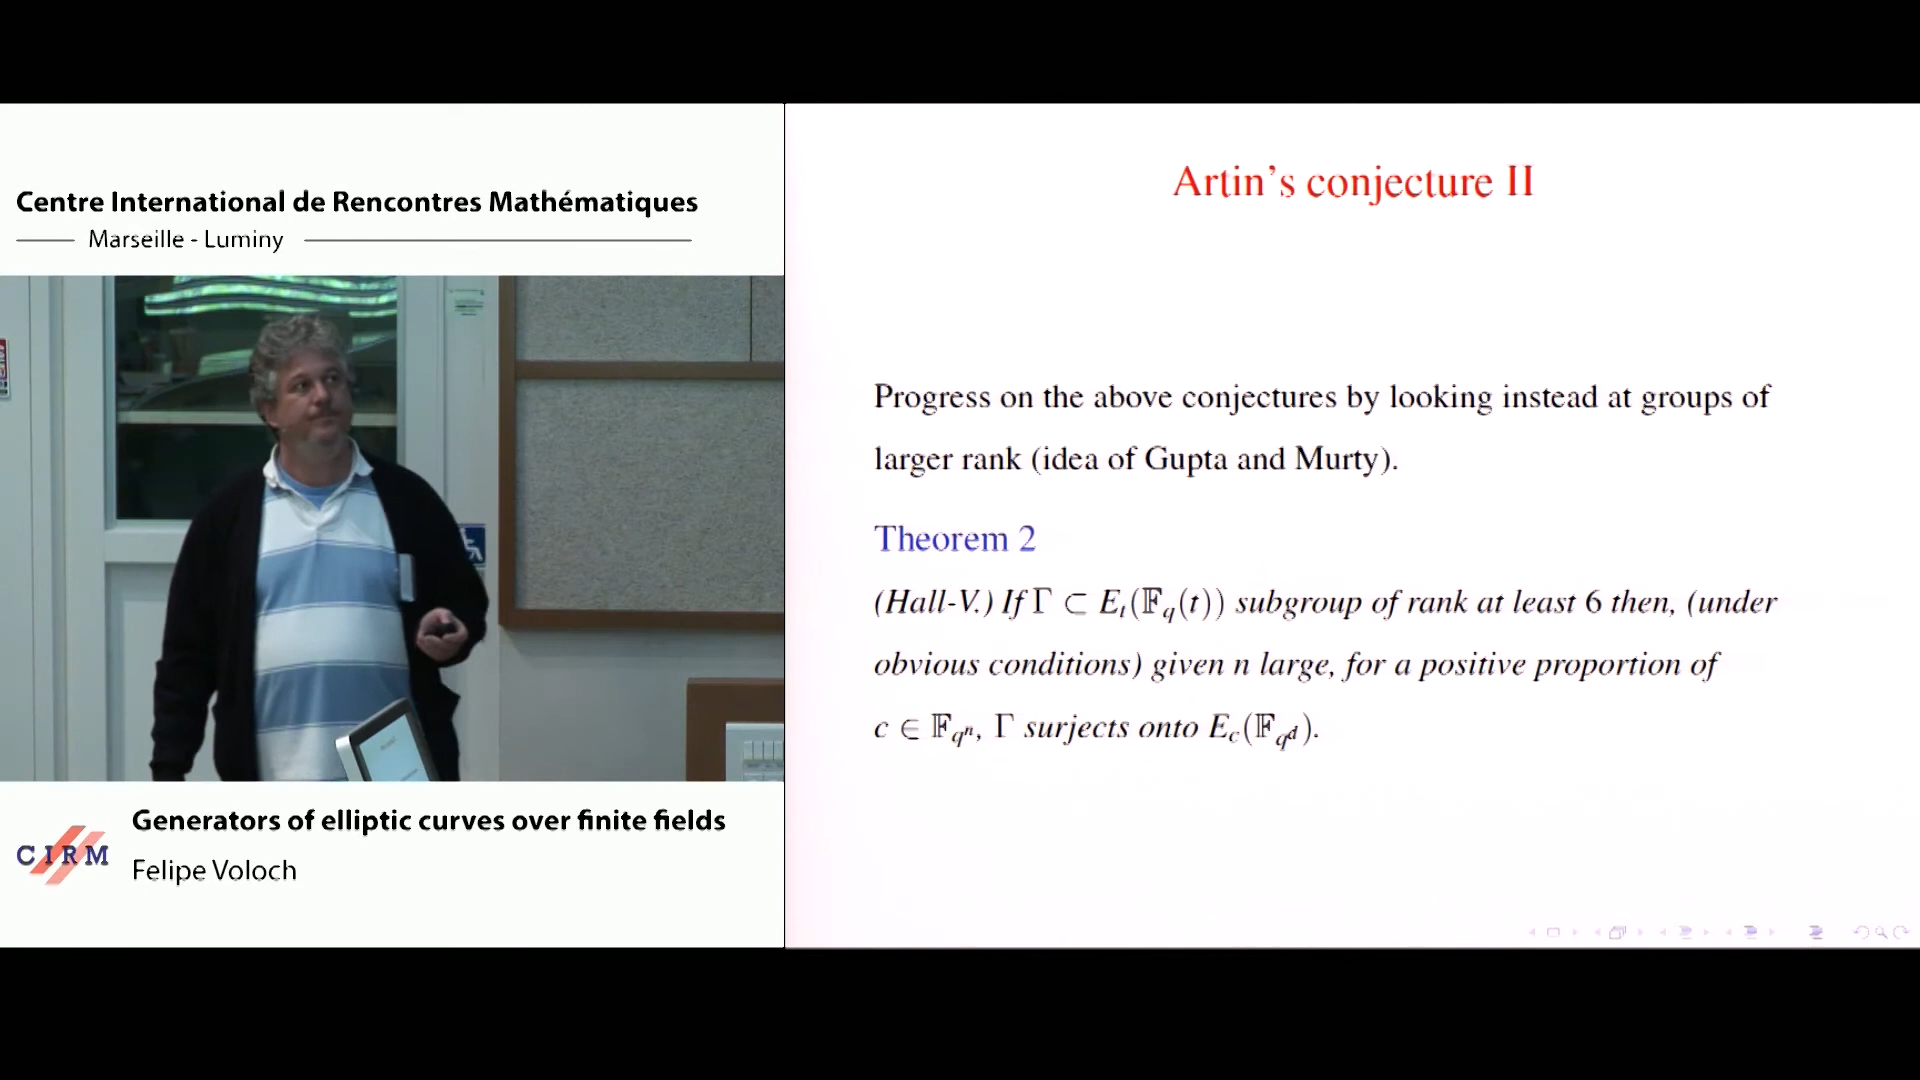 Centre International de Rencontres Mathématiques
Marseille - Luminy
Generators of elliptic curves over finite fields
CIRM
Felipe Voloch
Artin's conjecture II
Progress on the above conjectures by looking instead at groups of
larger rank (idea of Gupta and Murty).
Theorem 2
(Hall-V.) If Γ ⊂ E_t(𝔽_q(t)) subgroup of rank at least 6 then, (under
obvious conditions) given n large, for a positive proportion of
c ∈ 𝔽_{q^n}, Γ surjects onto E_c(𝔽_{q^d}).